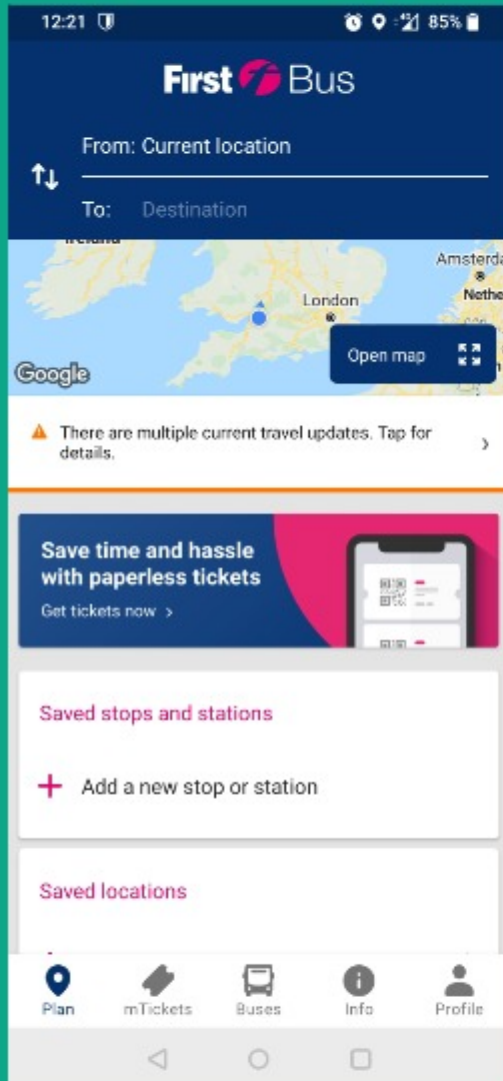 12:21
85%
First Bus
From: Current location
To: Destination
Ireland
Amsterda
Nethe
London
Open map
Google
There are multiple current travel updates. Tap for
details.
Save time and hassle
with paperless tickets
Get tickets now >
Saved stops and stations
+ Add a new stop or station
Saved locations
Plan
mTickets
Buses
Info
Profile